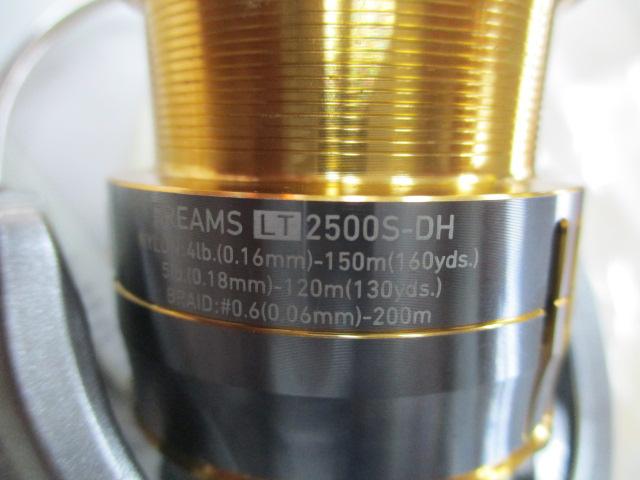 FREAMS LT 2500S-DH
NYLON:4lb.(0.16mm)-150m(160yds.)
5lb.(0.18mm)-120m(130yds.)
BRAID:#0.6(0.06mm)-200m